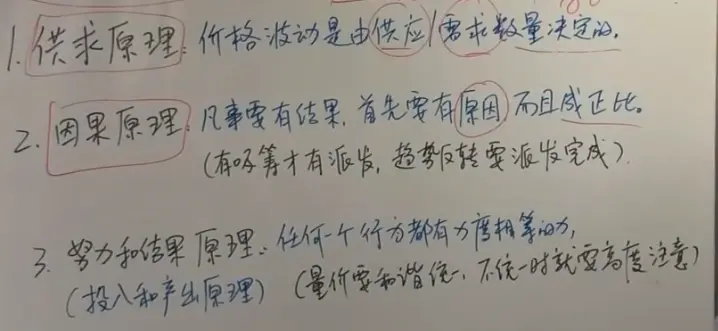 1. 供求原理: 价格波动是由供应/需求数量决定的。
2. 因果原理: 凡事要有结果, 首先要有原因 而且成正比。
(有吸筹才有派发, 趋势反转要派发完成).
3. 努力和结果 原理: 任何一个行为都有力度相等的力,
(投入和产出原理) (量价要和谐统一, 不统一时就要高度注意)